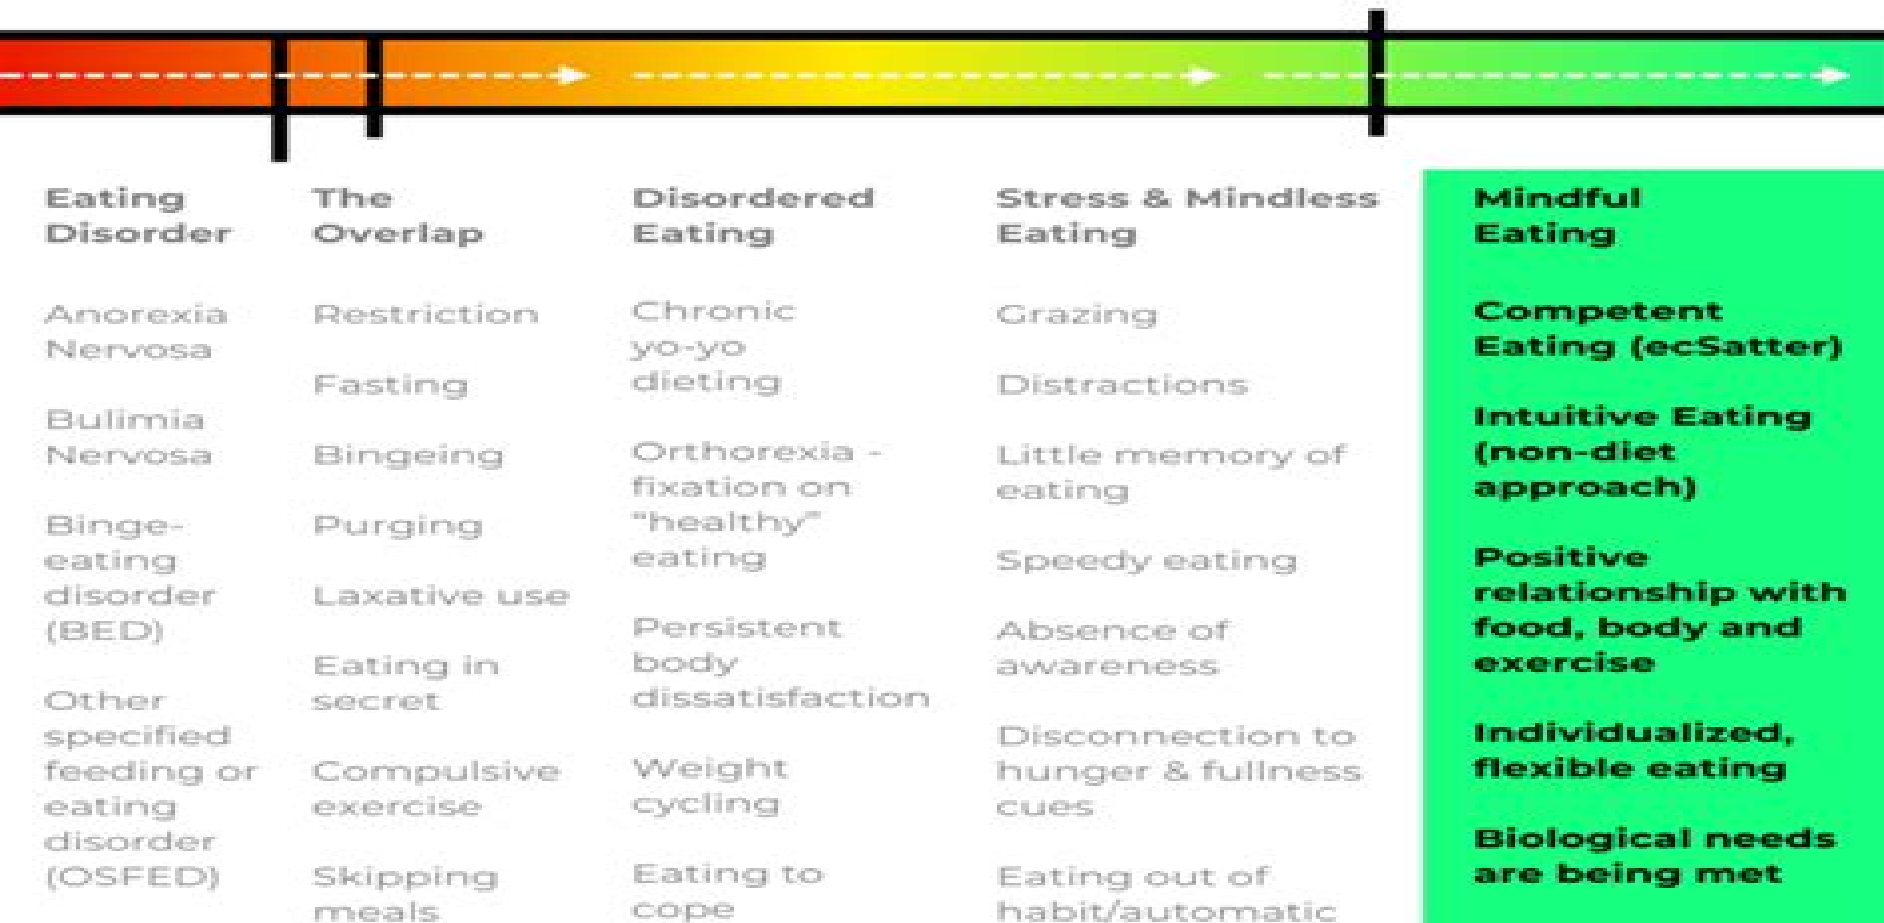 Eating
Disorder
Anorexia
Nervosa
Bulimia
Nervosa
Binge-
eating
disorder
(BED)
Other
specified
feeding or
eating
disorder
(OSFED)
The
Overlap
Restriction
Fasting
Bingeing
Purging
Laxative use
Eating in
secret
Compulsive
exercise
Skipping
meals
Disordered
Eating
Chronic
yo-yo
dieting
Orthorexia -
fixation on
"healthy"
eating
Persistent
body
dissatisfaction
Weight
cycling
Eating to
cope
Stress & Mindless
Eating
Grazing
Distractions
Little memory of
eating
Speedy eating
Absence of
awareness
Disconnection to
hunger & fullness
cues
Eating out of
habit/automatic
Mindful
Eating
Competent
Eating (ecSatter)
Intuitive Eating
(non-diet
approach)
Positive
relationship with
food, body and
exercise
Individualized,
flexible eating
Biological needs
are being met